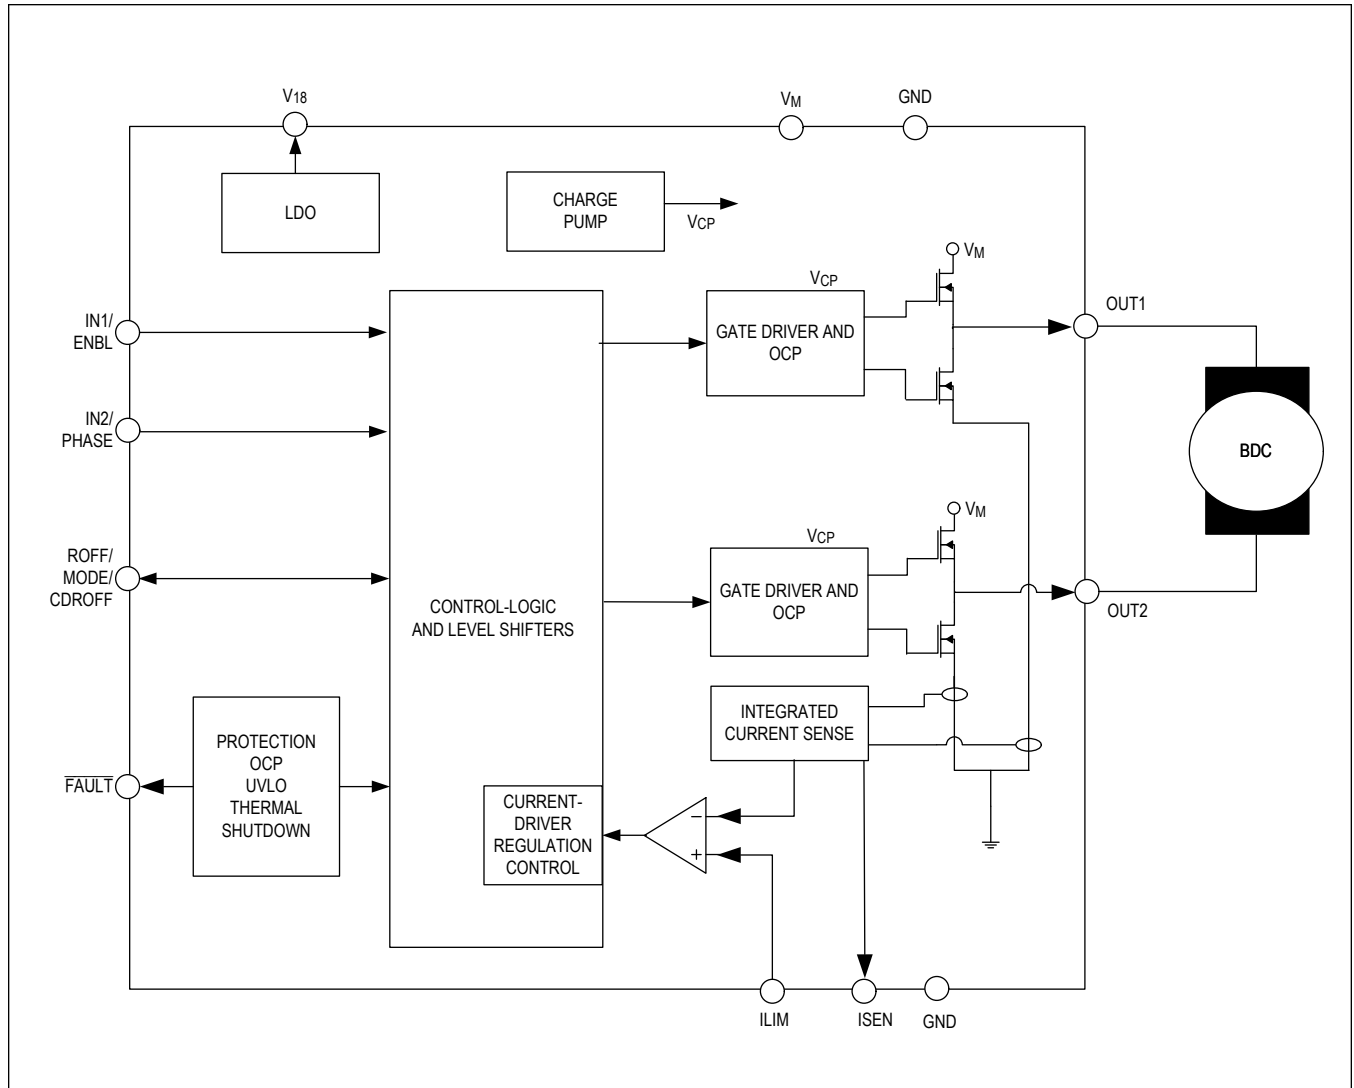 V18
VM
GND
LDO
CHARGE
PUMP
VCP
VM
IN1/
ENBL
VCP
GATE DRIVER AND
OCP
OUT1
IN2/
PHASE
BDC
VM
ROFF/
MODE/
CDROFF
CONTROL-LOGIC
AND LEVEL SHIFTERS
VCP
GATE DRIVER AND
OCP
OUT2
PROTECTION
OCP
UVLO
THERMAL
SHUTDOWN
FAULT
INTEGRATED
CURRENT SENSE
CURRENT-
DRIVER
REGULATION
CONTROL
−
+
ILIM
ISEN
GND